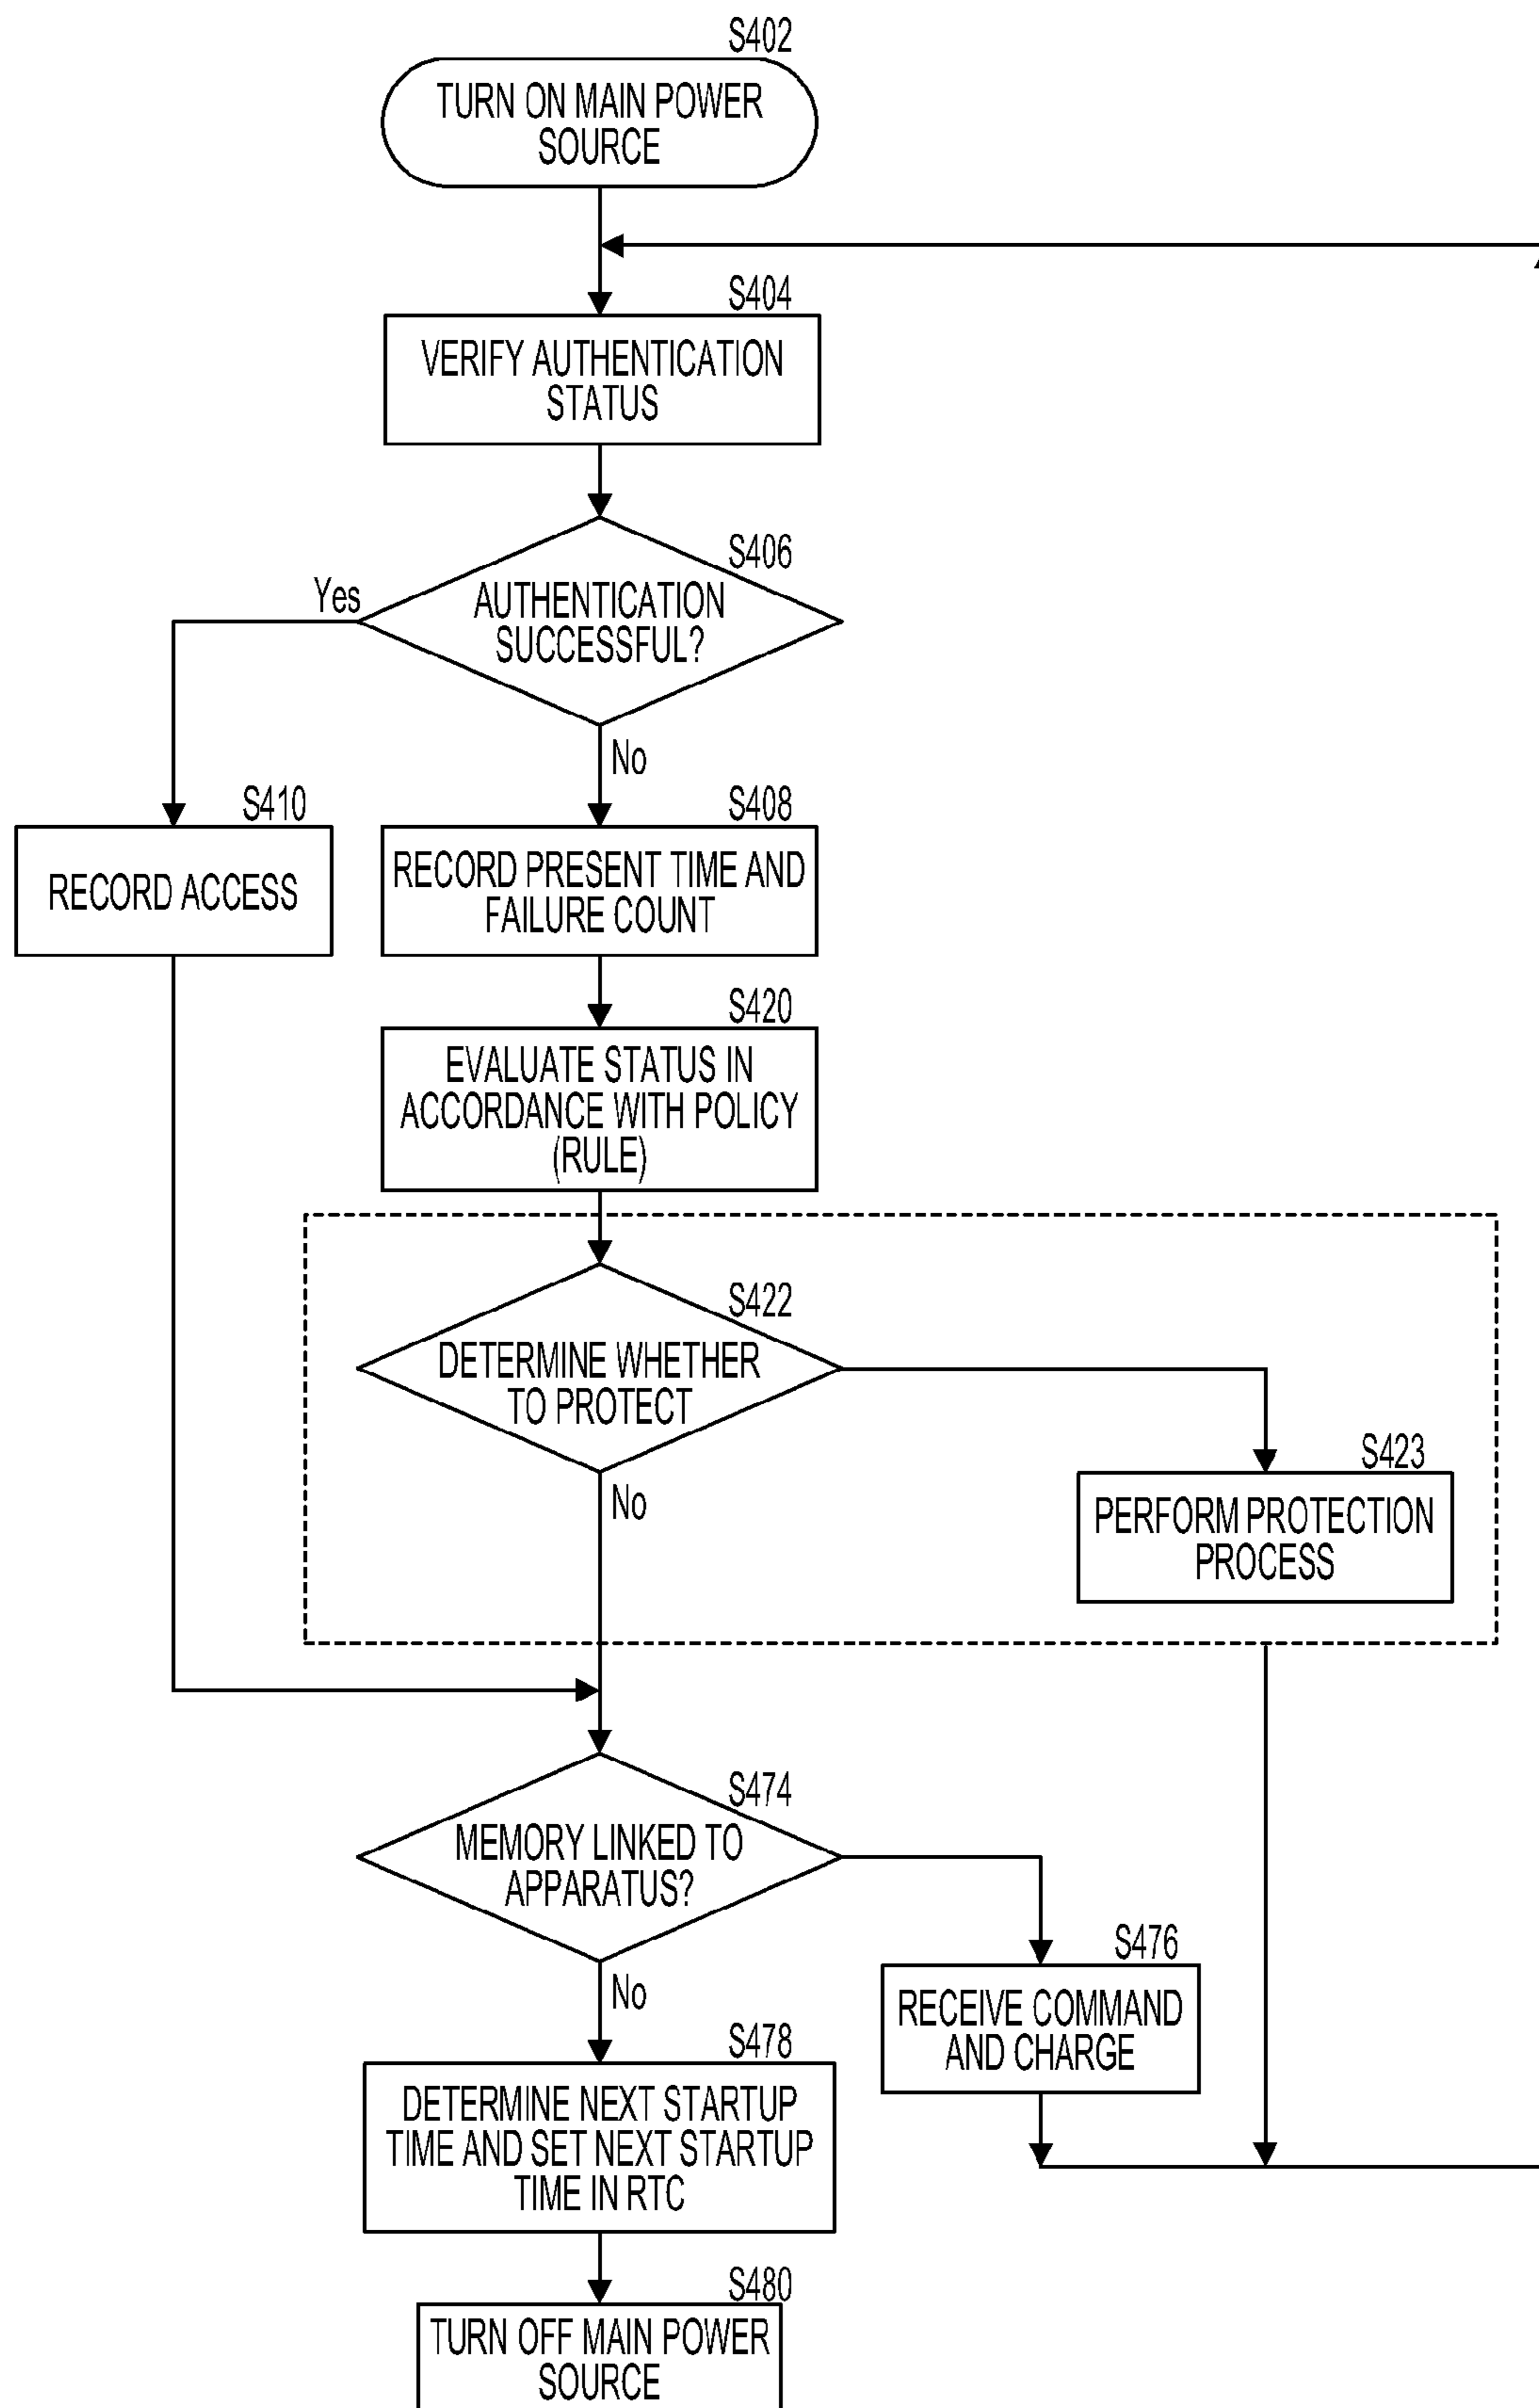 S402
TURN ON MAIN POWER
SOURCE
S404
VERIFY AUTHENTICATION
STATUS
S406
AUTHENTICATION
SUCCESSFUL?
Yes
No
S410
RECORD ACCESS
S408
RECORD PRESENT TIME AND
FAILURE COUNT
S420
EVALUATE STATUS IN
ACCORDANCE WITH POLICY
(RULE)
S422
DETERMINE WHETHER
TO PROTECT
No
S423
PERFORM PROTECTION
PROCESS
S474
MEMORY LINKED TO
APPARATUS?
No
S476
RECEIVE COMMAND
AND CHARGE
S478
DETERMINE NEXT STARTUP
TIME AND SET NEXT STARTUP
TIME IN RTC
S480
TURN OFF MAIN POWER
SOURCE